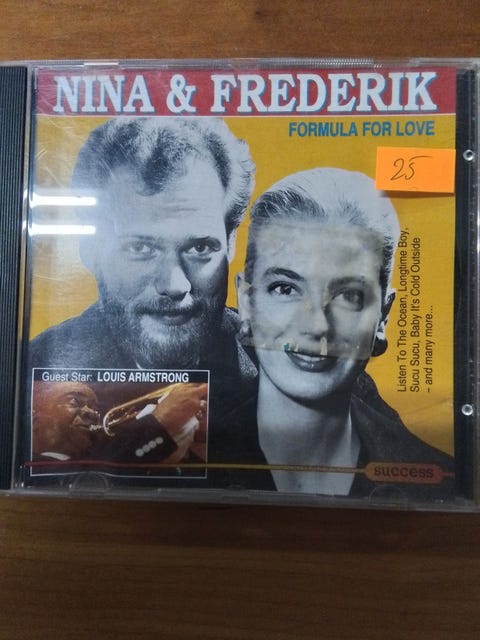 NINA & FREDERIK
FORMULA FOR LOVE
25
Listen To The Ocean, Longtime Boy,
Sucu Sucu, Baby It's Cold Outside
– and many more...
Guest Star: LOUIS ARMSTRONG
success